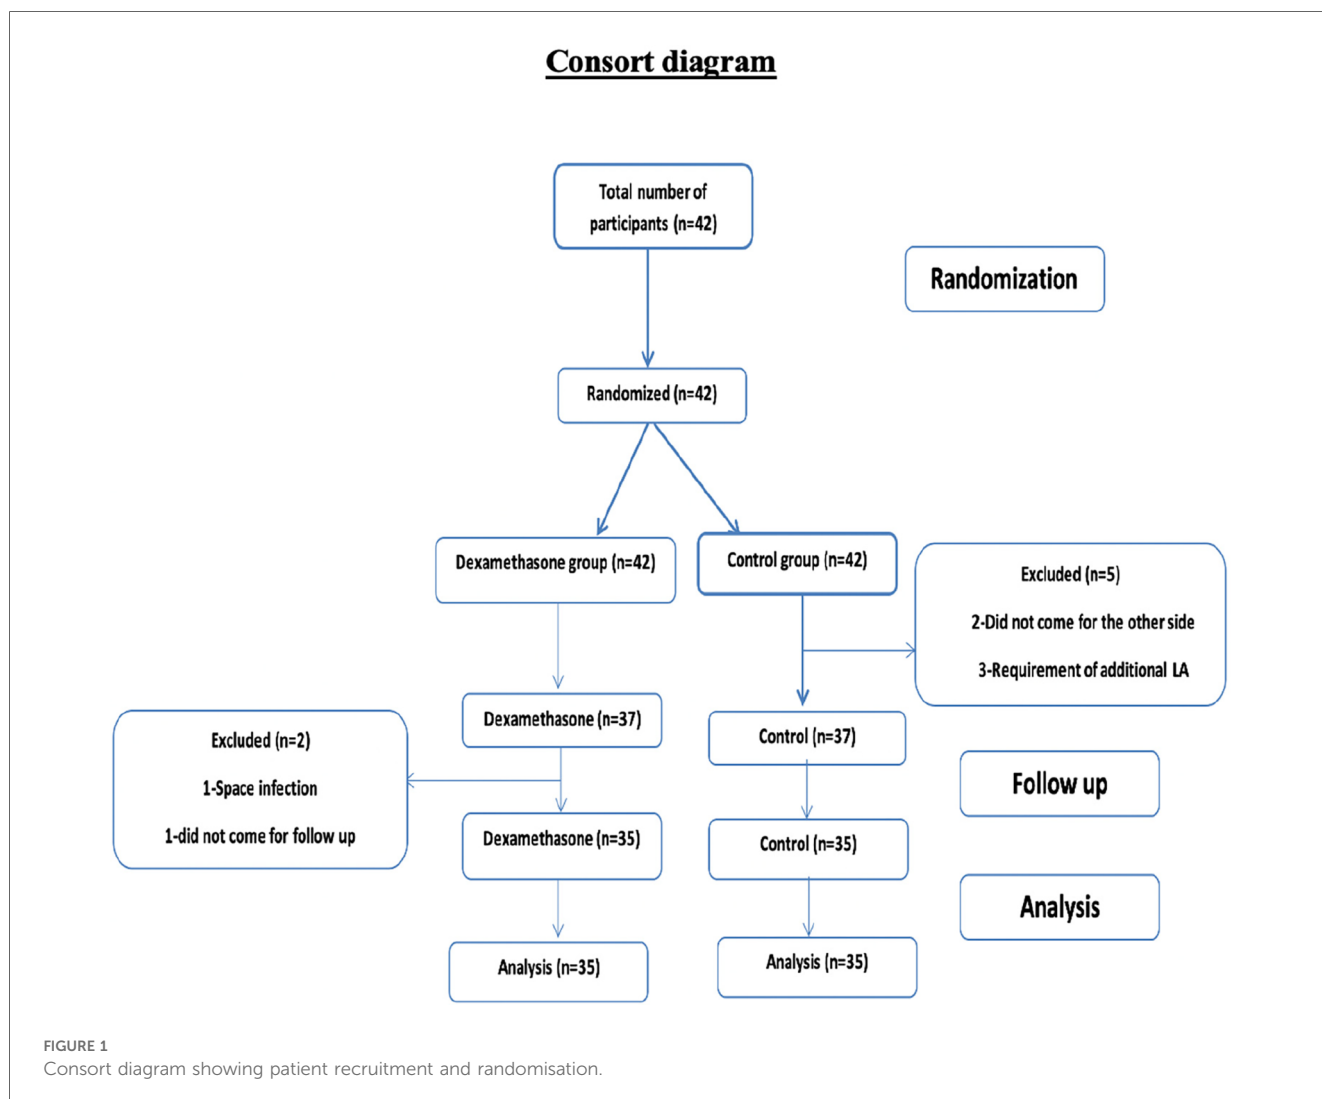 Consort diagram
Total number of
participants (n=42)
Randomization
Randomized (n=42)
Dexamethasone group (n=42)
Control group (n=42)
Excluded (n=5)
2-Did not come for the other side
3-Requirement of additional LA
Dexamethasone (n=37)
Control (n=37)
Excluded (n=2)
1-Space infection
1-did not come for follow up
Follow up
Dexamethasone (n=35)
Control (n=35)
Analysis
Analysis (n=35)
Analysis (n=35)
FIGURE 1
Consort diagram showing patient recruitment and randomisation.